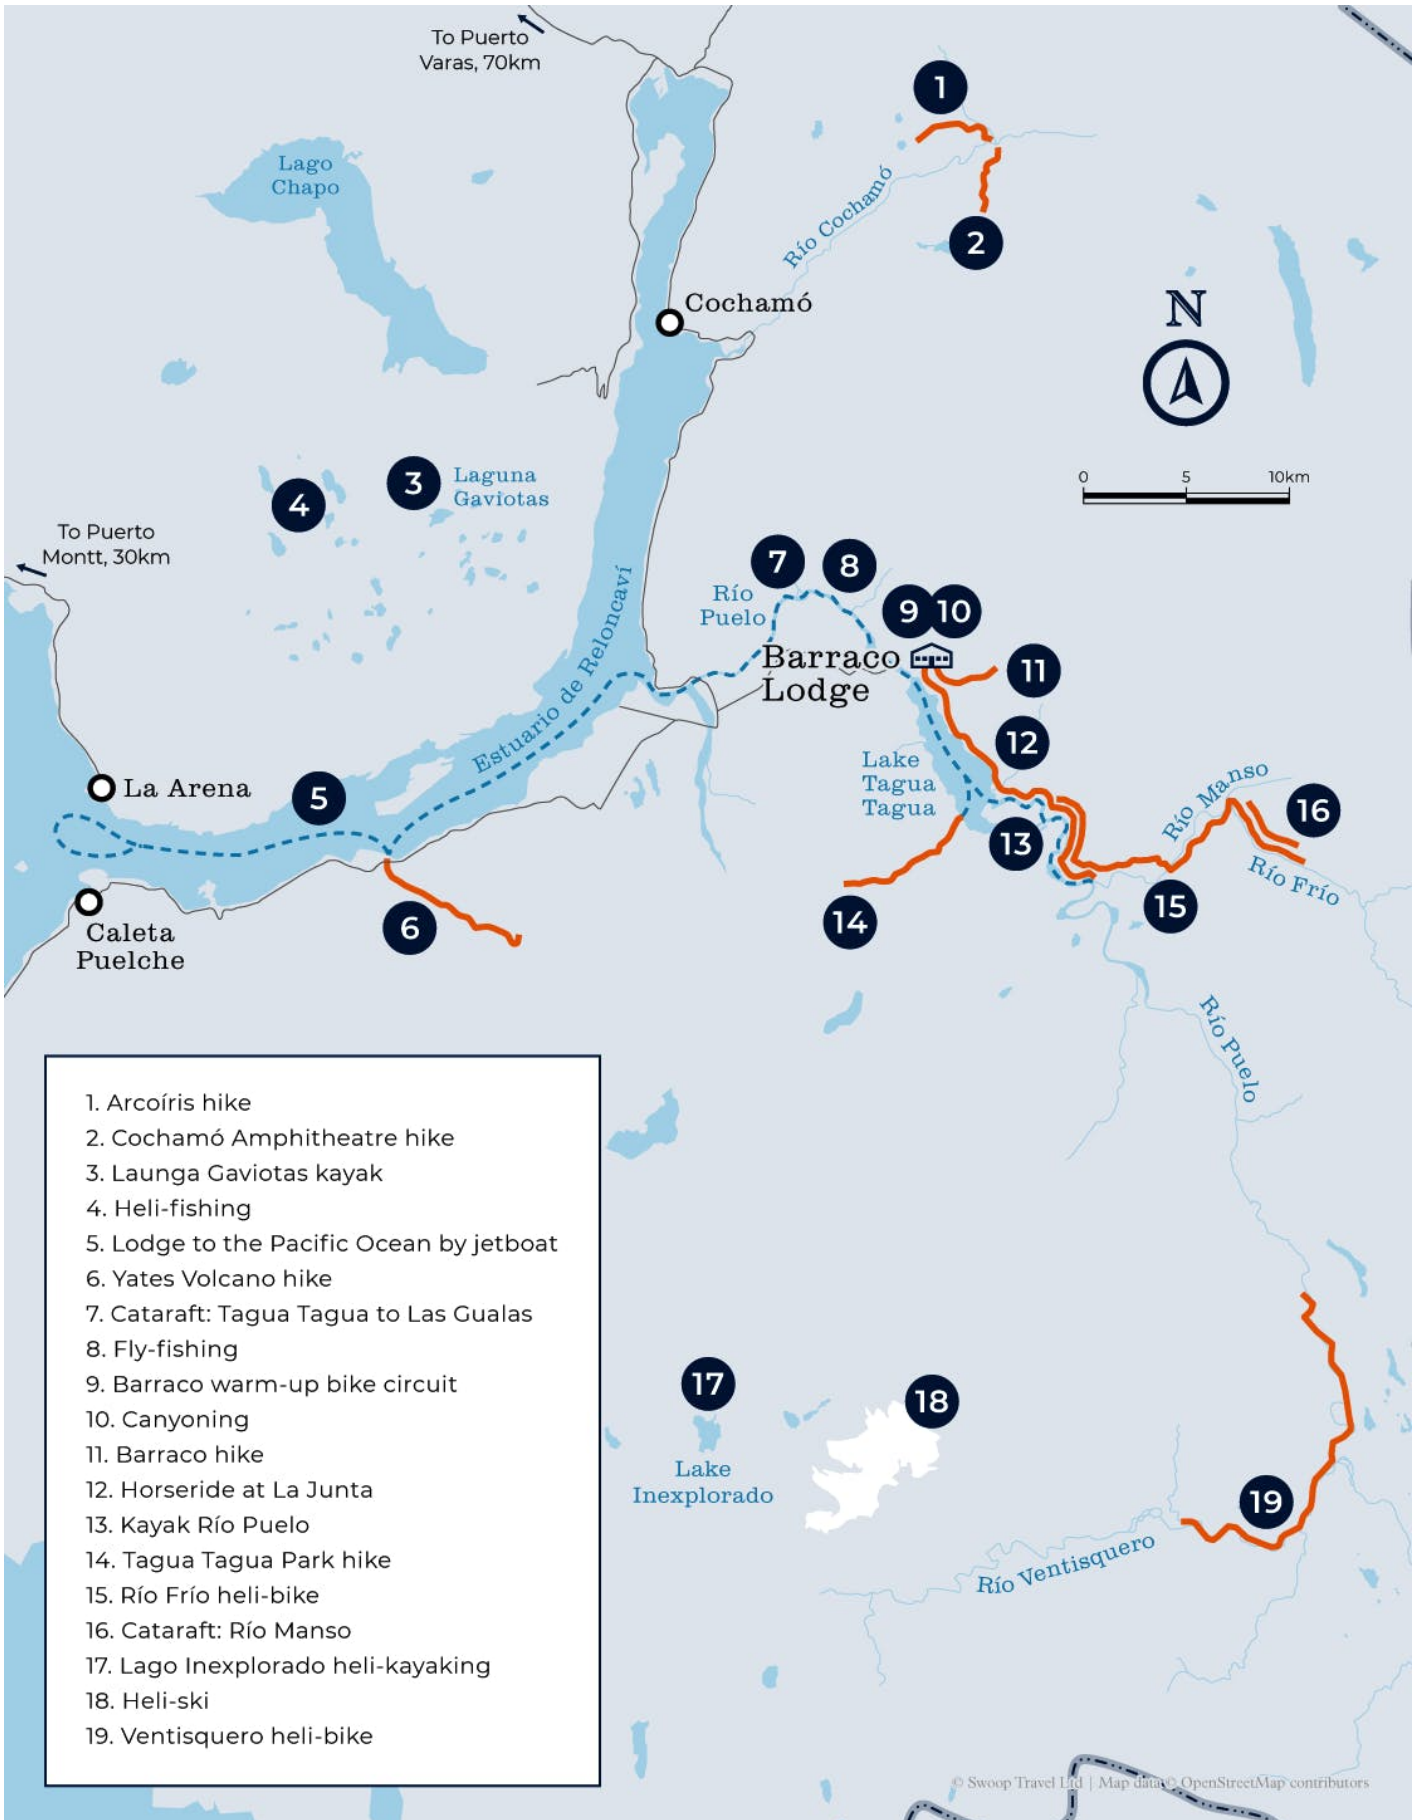 To Puerto
Varas, 70km
1
Lago
Chapo
Río Cochamó
2
Cochamó
N
3
Laguna
Gaviotas
4
0 5 10km
To Puerto
Montt, 30km
7
8
Río
Puelo
9
10
Estuario de Reloncaví
Barraco
Lodge
11
12
Lake
Tagua
Tagua
La Arena
5
Río Manso
16
13
Río Frío
Caleta
Puelche
6
14
15
Río Puelo
1. Arcoíris hike
2. Cochamó Amphitheatre hike
3. Launga Gaviotas kayak
4. Heli-fishing
5. Lodge to the Pacific Ocean by jetboat
6. Yates Volcano hike
7. Cataraft: Tagua Tagua to Las Gualas
8. Fly-fishing
9. Barraco warm-up bike circuit
10. Canyoning
11. Barraco hike
12. Horseride at La Junta
13. Kayak Río Puelo
14. Tagua Tagua Park hike
15. Río Frío heli-bike
16. Cataraft: Río Manso
17. Lago Inexplorado heli-kayaking
18. Heli-ski
19. Ventisquero heli-bike
17
18
Lake
Inexplorado
19
Río Ventisquero
© Swoop Travel Ltd | Map data © OpenStreetMap contributors